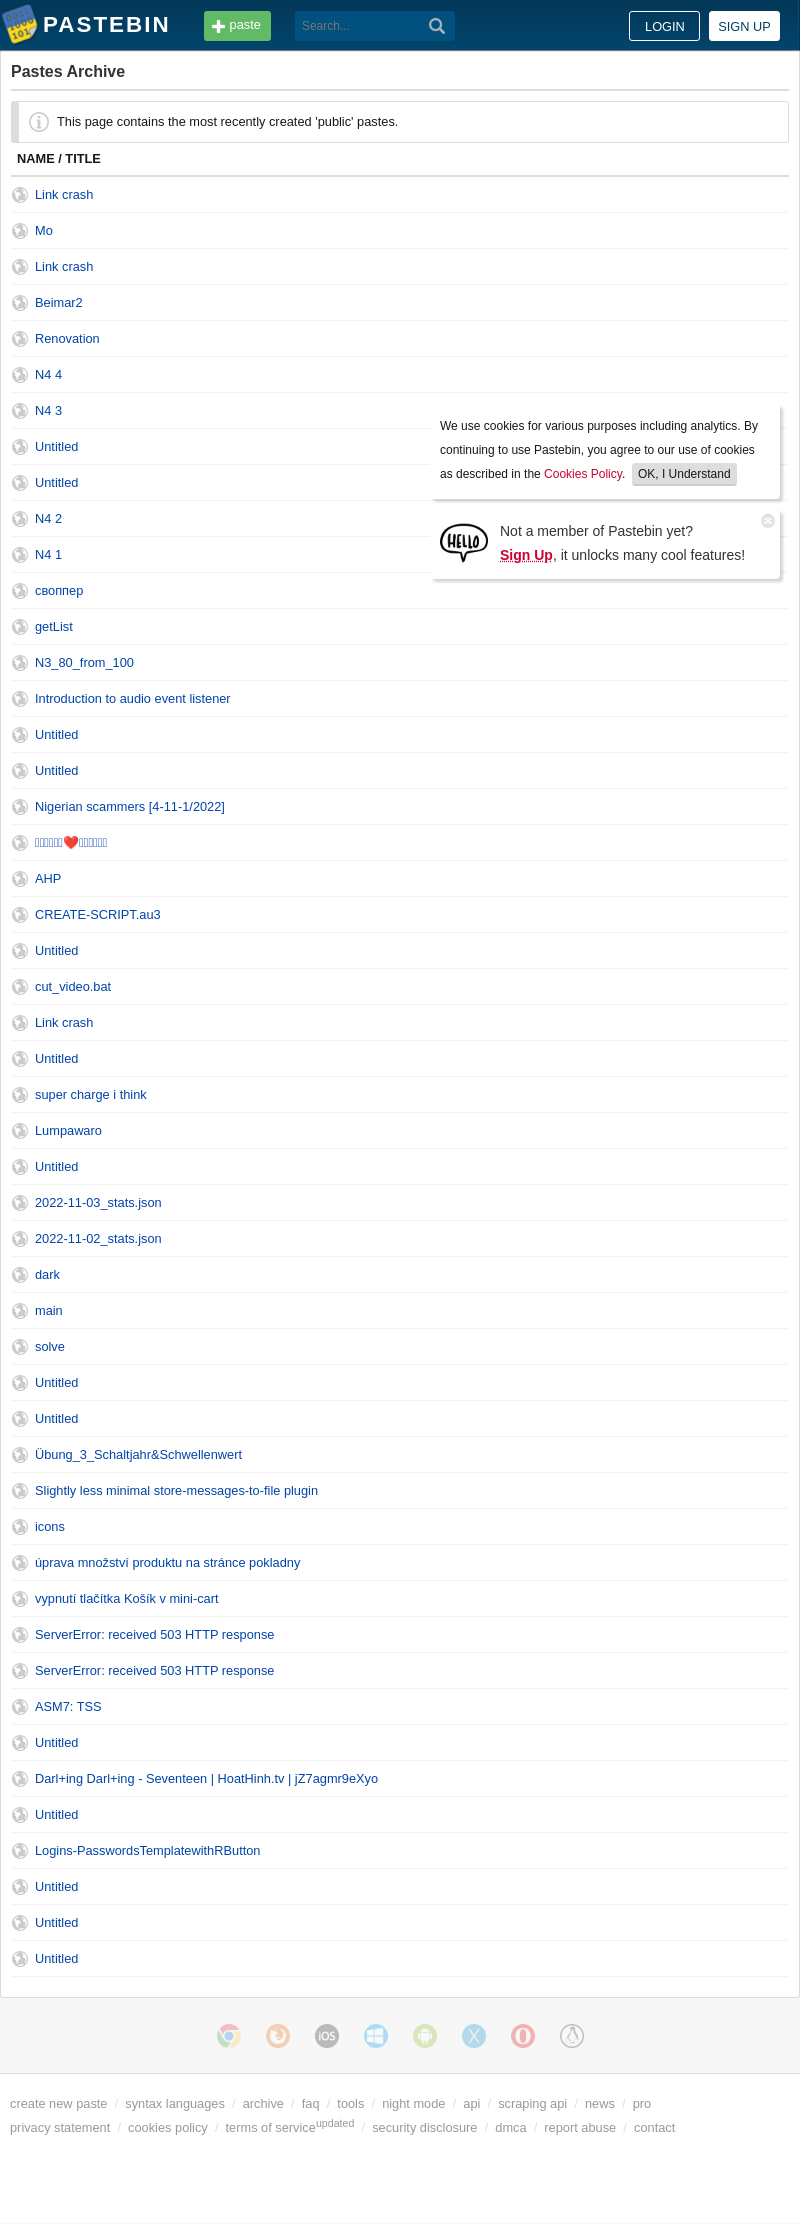 PASTEBIN
paste
Search...
LOGIN
SIGN UP
Pastes Archive
This page contains the most recently created 'public' pastes.
NAME / TITLE
Link crash
Mo
Link crash
Beimar2
Renovation
N4 4
N4 3
Untitled
Untitled
N4 2
N4 1
своппер
getList
N3_80_from_100
Introduction to audio event listener
Untitled
Untitled
Nigerian scammers [4-11-1/2022]
❤️
AHP
CREATE-SCRIPT.au3
Untitled
cut_video.bat
Link crash
Untitled
super charge i think
Lumpawaro
Untitled
2022-11-03_stats.json
2022-11-02_stats.json
dark
main
solve
Untitled
Untitled
Übung_3_Schaltjahr&Schwellenwert
Slightly less minimal store-messages-to-file plugin
icons
úprava množství produktu na stránce pokladny
vypnutí tlačítka Košík v mini-cart
ServerError: received 503 HTTP response
ServerError: received 503 HTTP response
ASM7: TSS
Untitled
Darl+ing Darl+ing - Seventeen | HoatHinh.tv | jZ7agmr9eXyo
Untitled
Logins-PasswordsTemplatewithRButton
Untitled
Untitled
Untitled
We use cookies for various purposes including analytics. By
continuing to use Pastebin, you agree to our use of cookies
as described in the Cookies Policy. OK, I Understand
HELLO
Not a member of Pastebin yet?
Sign Up, it unlocks many cool features!
iOS
create new paste / syntax languages / archive / faq / tools / night mode / api / scraping api / news / pro
privacy statement / cookies policy / terms of serviceupdated / security disclosure / dmca / report abuse / contact